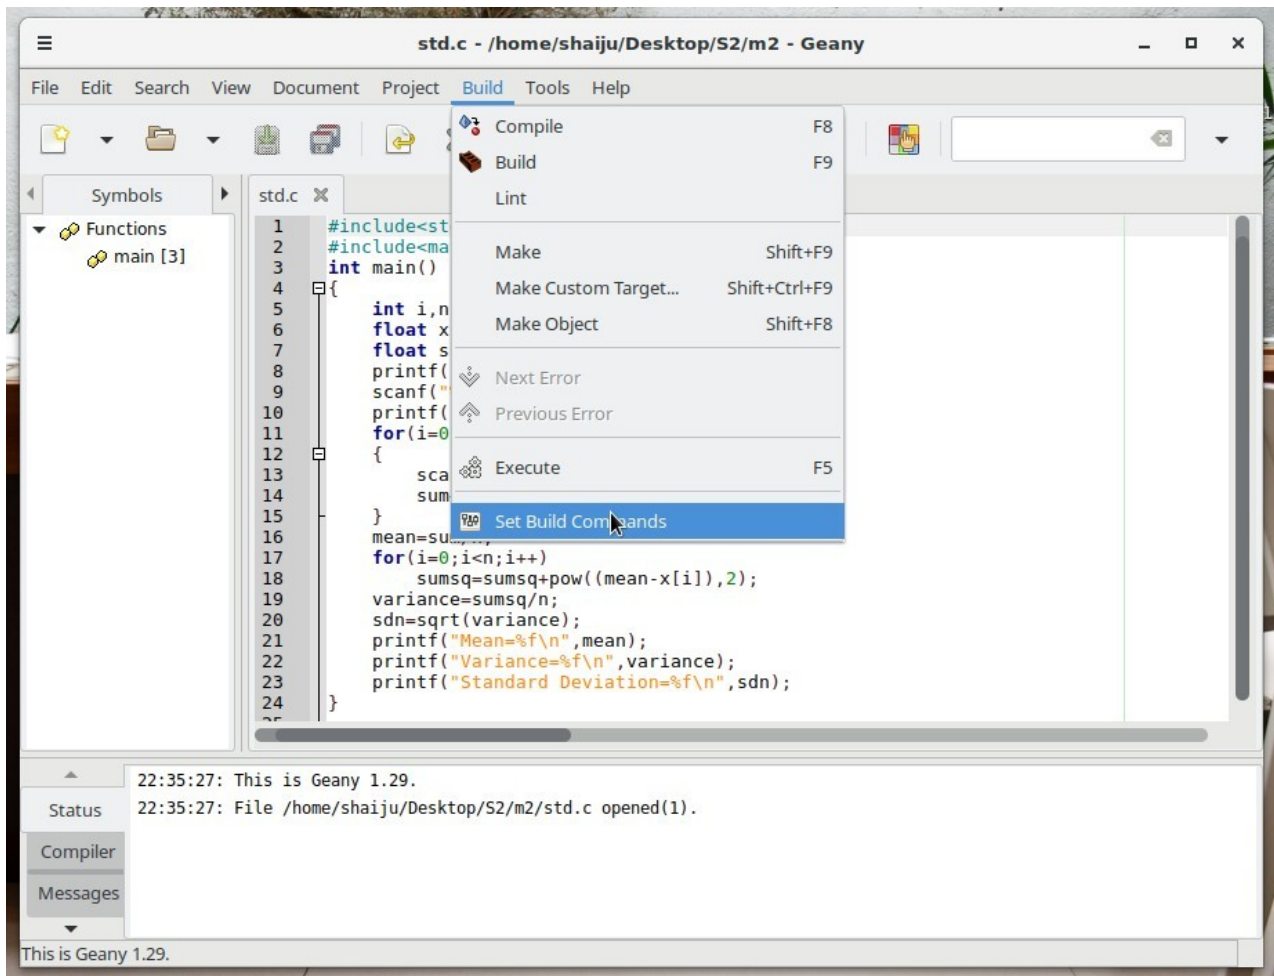 std.c - /home/shaiju/Desktop/S2/m2 - Geany
File Edit Search View Document Project Build Tools Help
Compile F8
Build F9
Lint
Make Shift+F9
Make Custom Target... Shift+Ctrl+F9
Make Object Shift+F8
Next Error
Previous Error
Execute F5
Set Build Commands
Symbols
Functions
main [3]
std.c
1 #include<st
2 #include<ma
3 int main()
4 {
5 int i,n
6 float x
7 float s
8 printf(
9 scanf("
10 printf(
11 for(i=0
12 {
13 sca
14 sum
15 }
16 mean=su
17 for(i=0;i<n;i++)
18 sumsq=sumsq+pow((mean-x[i]),2);
19 variance=sumsq/n;
20 sdn=sqrt(variance);
21 printf("Mean=%f\n",mean);
22 printf("Variance=%f\n",variance);
23 printf("Standard Deviation=%f\n",sdn);
24 }
22:35:27: This is Geany 1.29.
22:35:27: File /home/shaiju/Desktop/S2/m2/std.c opened(1).
Status
Compiler
Messages
This is Geany 1.29.